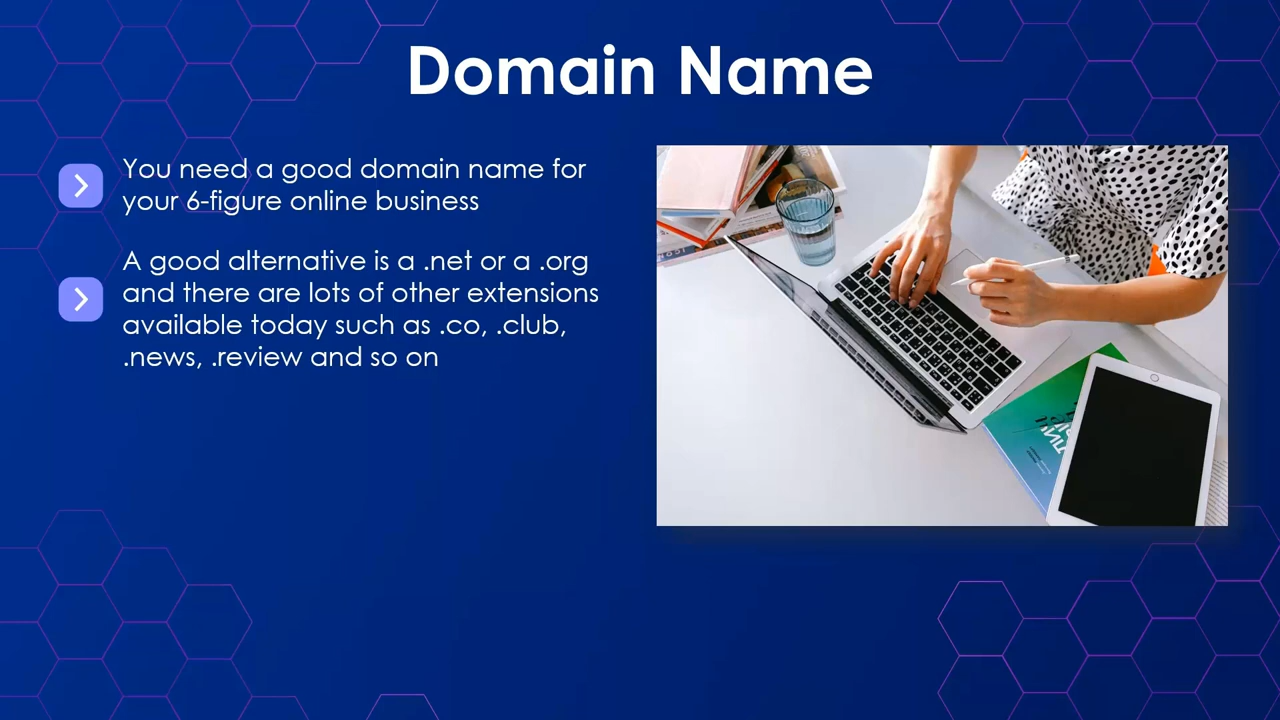 Domain Name
You need a good domain name for
your 6-figure online business
A good alternative is a .net or a .org
and there are lots of other extensions
available today such as .co, .club,
.news, .review and so on